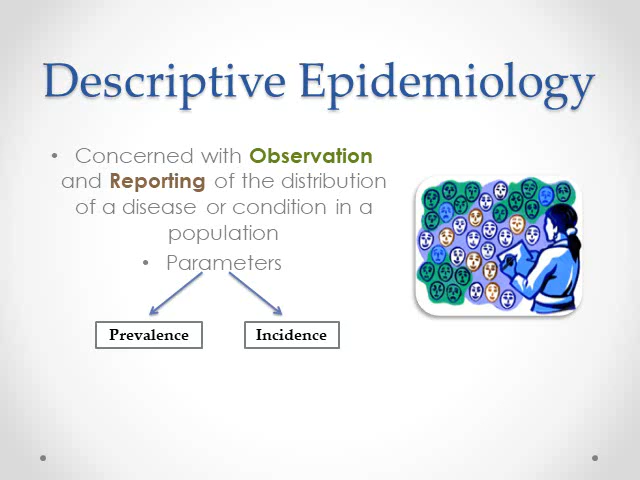 Descriptive Epidemiology
• Concerned with Observation
and Reporting of the distribution
of a disease or condition in a
population
• Parameters
Prevalence
Incidence